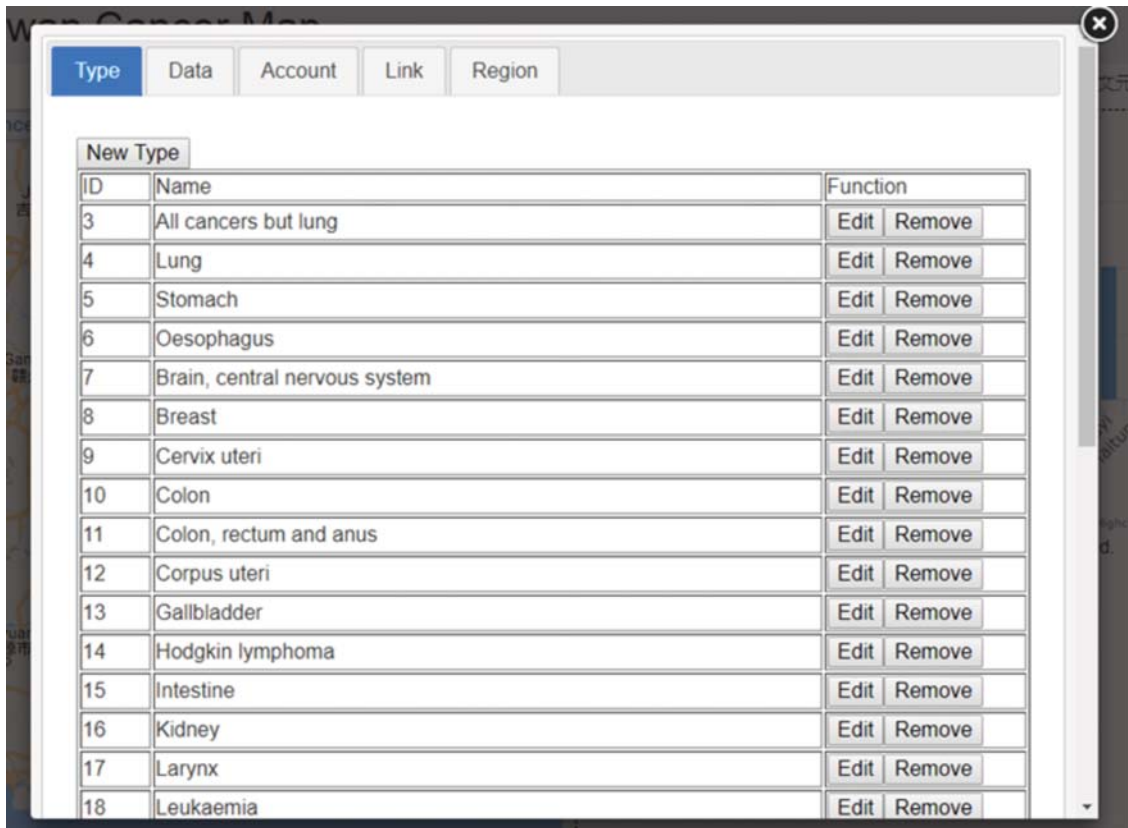 Type Data Account Link Region
New Type
ID Name Function
3 All cancers but lung Edit Remove
4 Lung Edit Remove
5 Stomach Edit Remove
6 Oesophagus Edit Remove
7 Brain, central nervous system Edit Remove
8 Breast Edit Remove
9 Cervix uteri Edit Remove
10 Colon Edit Remove
11 Colon, rectum and anus Edit Remove
12 Corpus uteri Edit Remove
13 Gallbladder Edit Remove
14 Hodgkin lymphoma Edit Remove
15 Intestine Edit Remove
16 Kidney Edit Remove
17 Larynx Edit Remove
18 Leukaemia Edit Remove